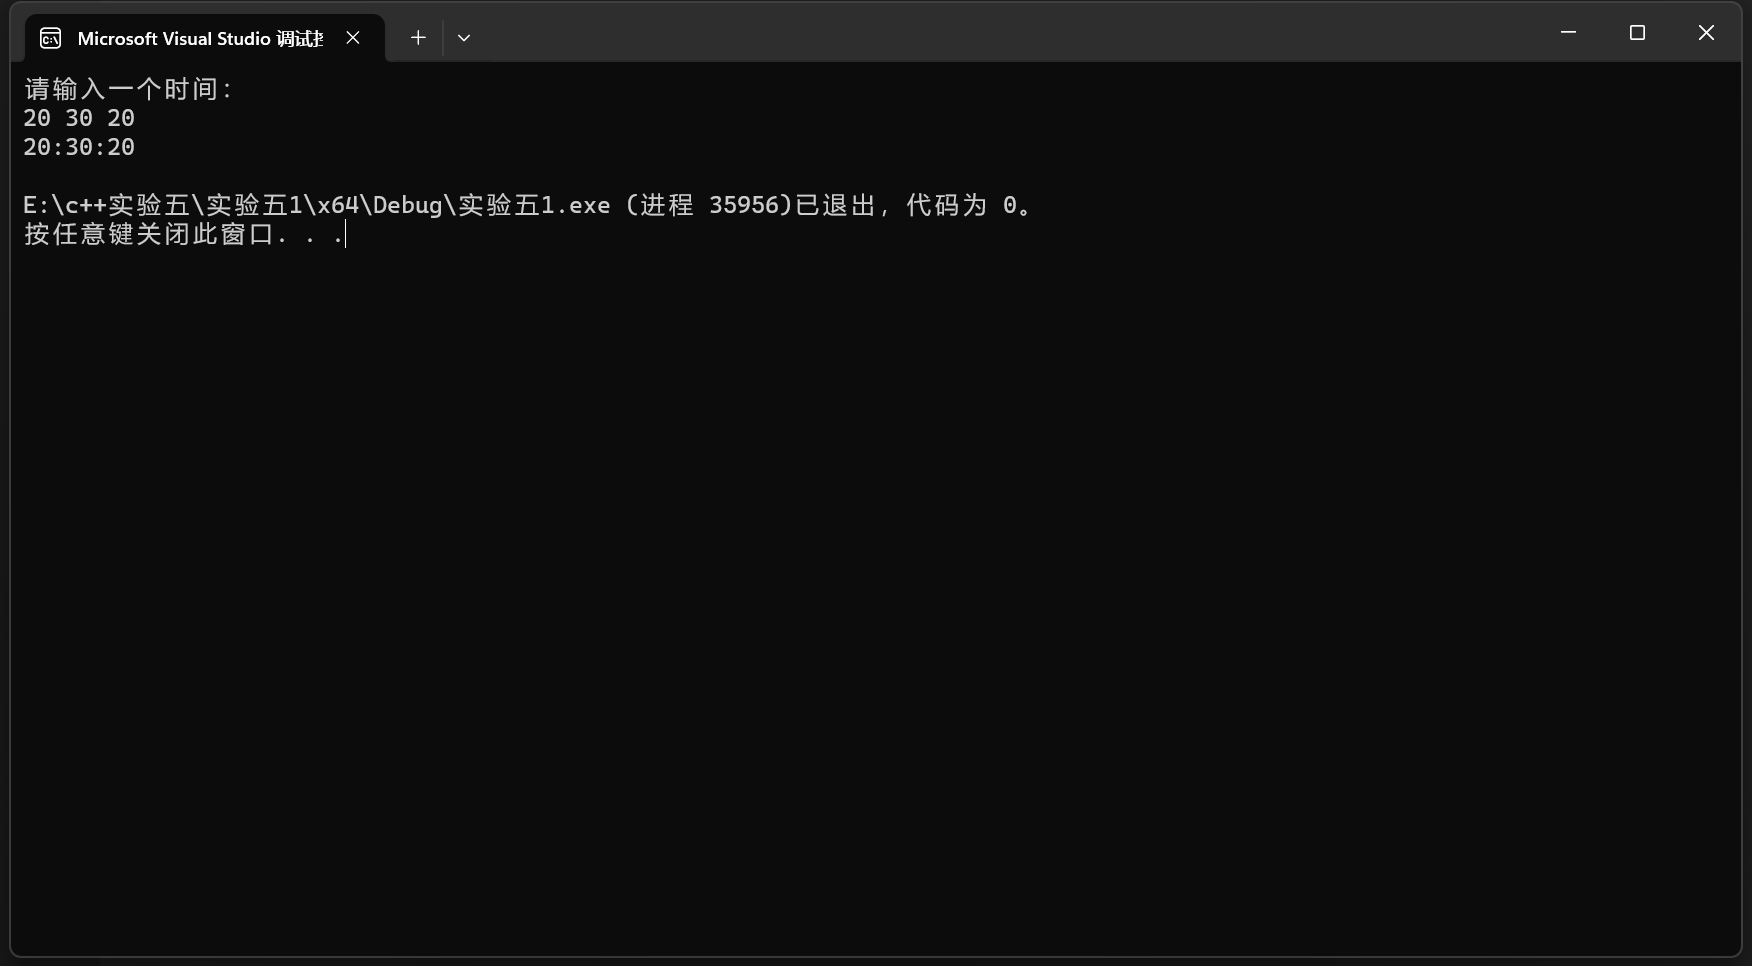 Microsoft Visual Studio 调试
请输入一个时间：
20 30 20
20:30:20
E:\c++实验五\实验五1\x64\Debug\实验五1.exe (进程 35956)已退出，代码为 0。
按任意键关闭此窗口. . .